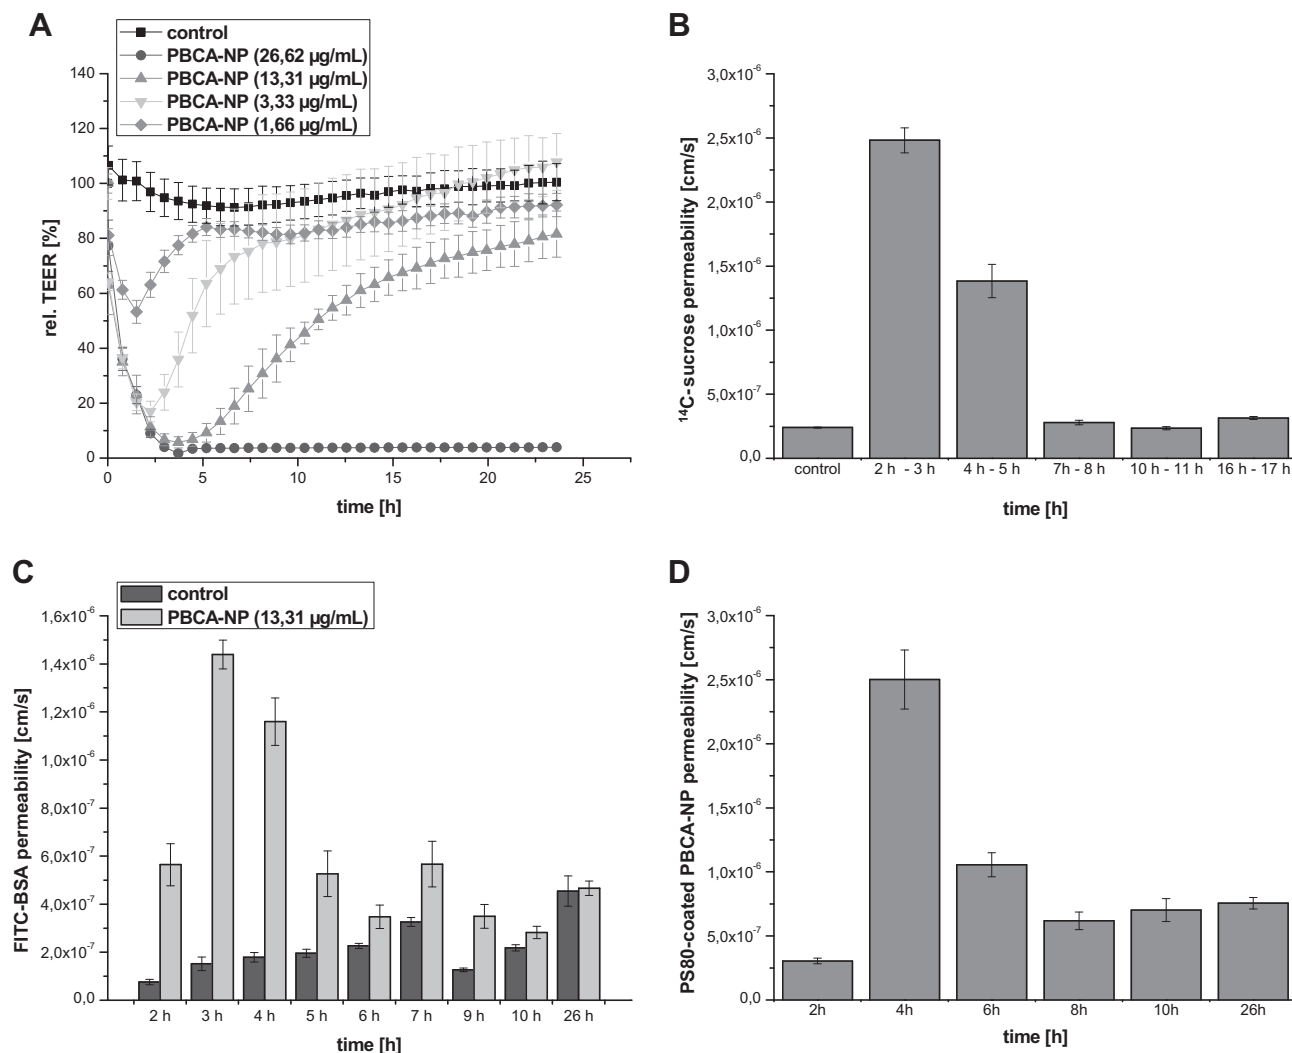 A
control
PBCA-NP (26,62 µg/mL)
PBCA-NP (13,31 µg/mL)
PBCA-NP (3,33 µg/mL)
PBCA-NP (1,66 µg/mL)
140
120
100
80
60
40
20
0
rel. TEER [%]
0 5 10 15 20 25
time [h]
B
3,0x10⁻⁶
2,5x10⁻⁶
2,0x10⁻⁶
1,5x10⁻⁶
1,0x10⁻⁶
5,0x10⁻⁷
0,0
¹⁴C-sucrose permeability [cm/s]
control 2 h - 3 h 4 h - 5 h 7h - 8 h 10 h - 11 h 16 h - 17 h
time [h]
C
control
PBCA-NP (13,31 µg/mL)
1,6x10⁻⁶
1,4x10⁻⁶
1,2x10⁻⁶
1,0x10⁻⁶
8,0x10⁻⁷
6,0x10⁻⁷
4,0x10⁻⁷
2,0x10⁻⁷
0,0
FITC-BSA permeability [cm/s]
2 h 3 h 4 h 5 h 6 h 7 h 9 h 10 h 26 h
time [h]
D
3,0x10⁻⁶
2,5x10⁻⁶
2,0x10⁻⁶
1,5x10⁻⁶
1,0x10⁻⁶
5,0x10⁻⁷
0,0
PS80-coated PBCA-NP permeability [cm/s]
2h 4h 6h 8h 10h 26h
time [h]